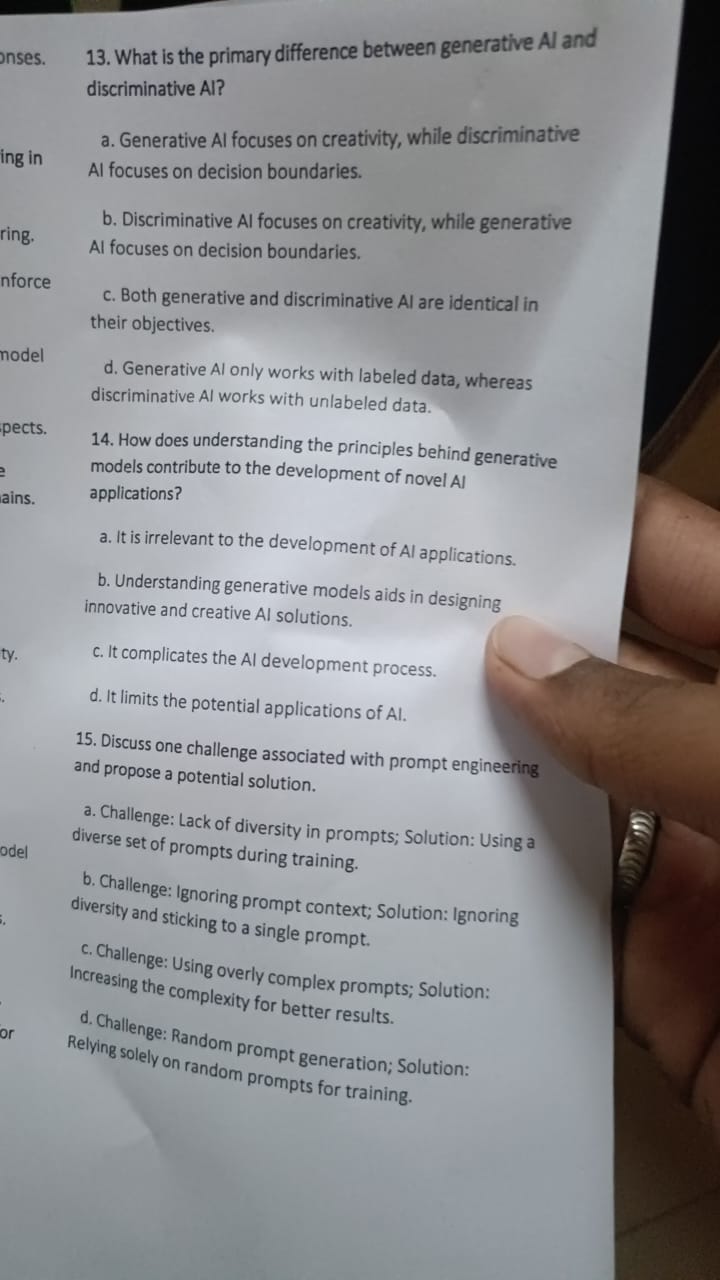 onses.
ing in
ring.
nforce
model
pects.
e
ains.
ty.
odel
s.
or
13. What is the primary difference between generative AI and
discriminative AI?
a. Generative AI focuses on creativity, while discriminative
AI focuses on decision boundaries.
b. Discriminative AI focuses on creativity, while generative
AI focuses on decision boundaries.
c. Both generative and discriminative AI are identical in
their objectives.
d. Generative AI only works with labeled data, whereas
discriminative AI works with unlabeled data.
14. How does understanding the principles behind generative
models contribute to the development of novel AI
applications?
a. It is irrelevant to the development of AI applications.
b. Understanding generative models aids in designing
innovative and creative AI solutions.
c. It complicates the AI development process.
d. It limits the potential applications of AI.
15. Discuss one challenge associated with prompt engineering
and propose a potential solution.
a. Challenge: Lack of diversity in prompts; Solution: Using a
diverse set of prompts during training.
b. Challenge: Ignoring prompt context; Solution: Ignoring
diversity and sticking to a single prompt.
c. Challenge: Using overly complex prompts; Solution:
Increasing the complexity for better results.
d. Challenge: Random prompt generation; Solution:
Relying solely on random prompts for training.